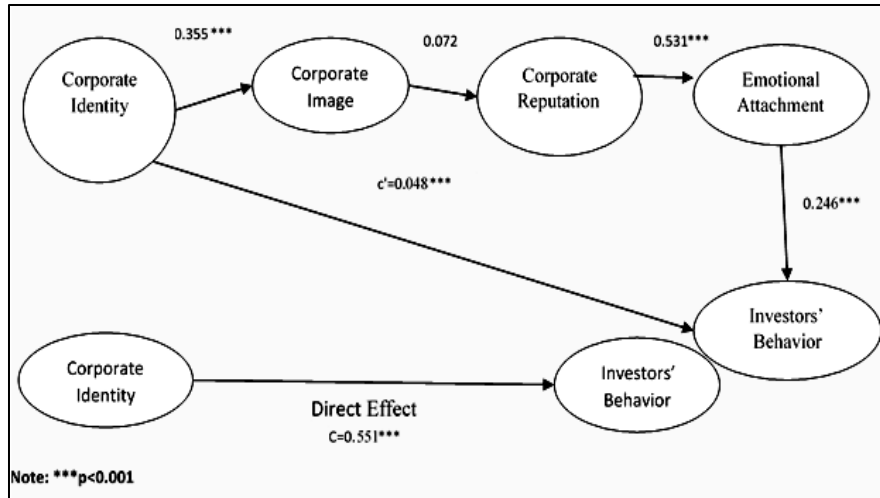 0.355***
0.072
0.531***
Corporate
Identity
Corporate
Image
Corporate
Reputation
Emotional
Attachment
c'=0.048***
0.246***
Investors'
Behavior
Corporate
Identity
Investors'
Behavior
Direct Effect
C=0.551***
Note: ***p<0.001